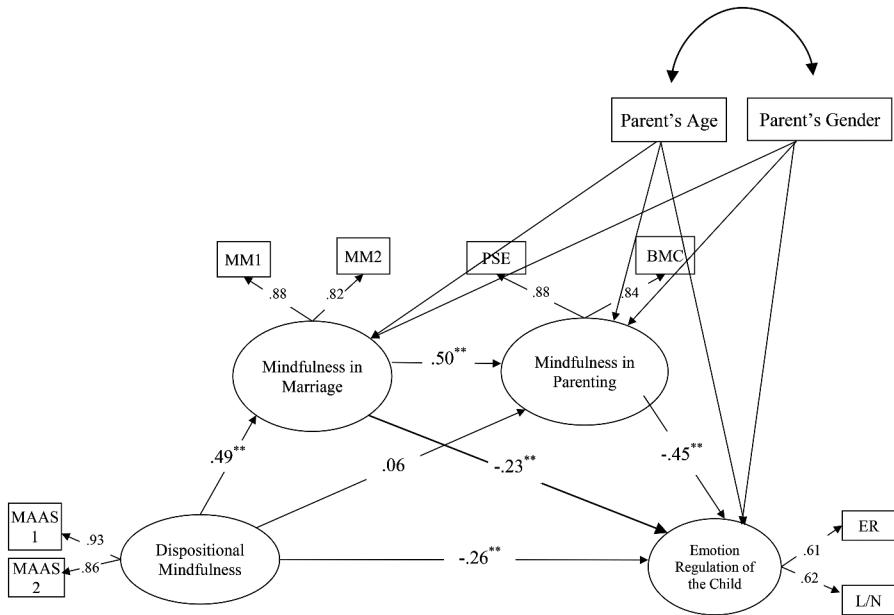 Parent's Age
Parent's Gender
MM1
MM2
PSE
BMC
.88
.82
.88
.84
Mindfulness in
Marriage
.50**
Mindfulness in
Parenting
.49**
.06
-.23**
-.45**
MAAS
1
.93
MAAS
2
.86
Dispositional
Mindfulness
-.26**
Emotion
Regulation of
the Child
.61
ER
.62
L/N